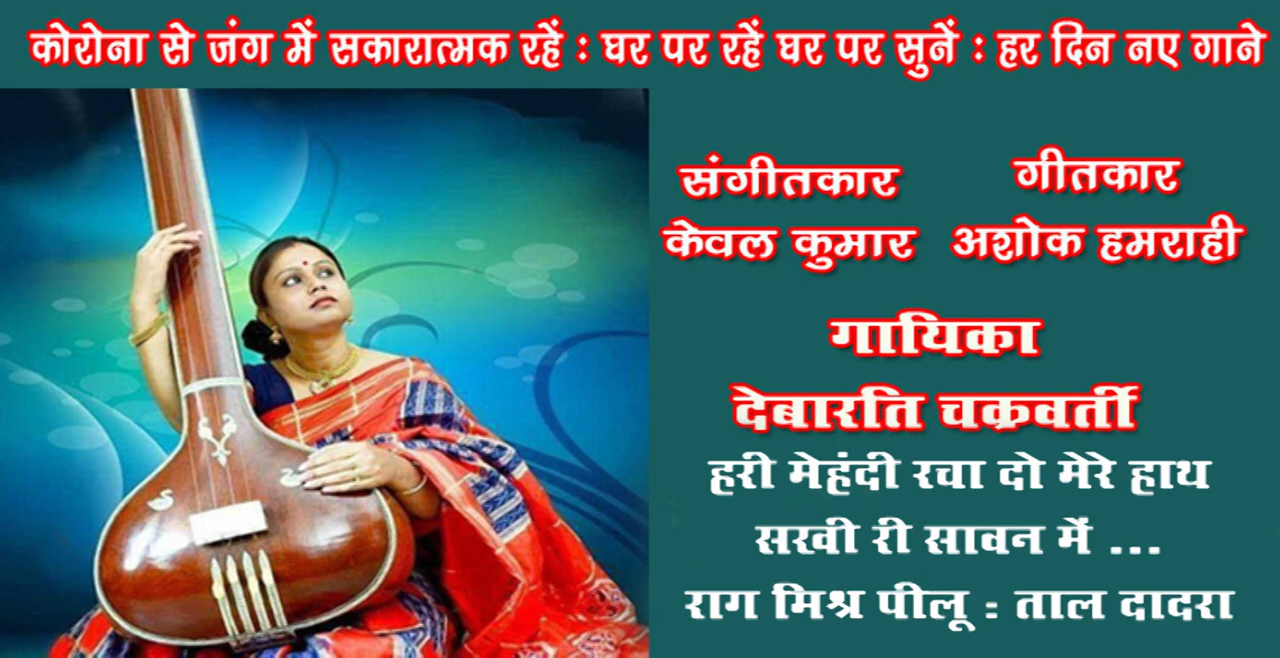 कोरोना से जंग में सकारात्मक रहें : घर पर रहें घर पर सुनें : हर दिन नए गाने
संगीतकार
केवल कुमार
गीतकार
अशोक हमराही
गायिका
देबारति चक्रवर्ती
हरी मेहंदी रचा दो मेरे हाथ
सखी री सावन में ...
राग मिश्र पीलू : ताल दादरा